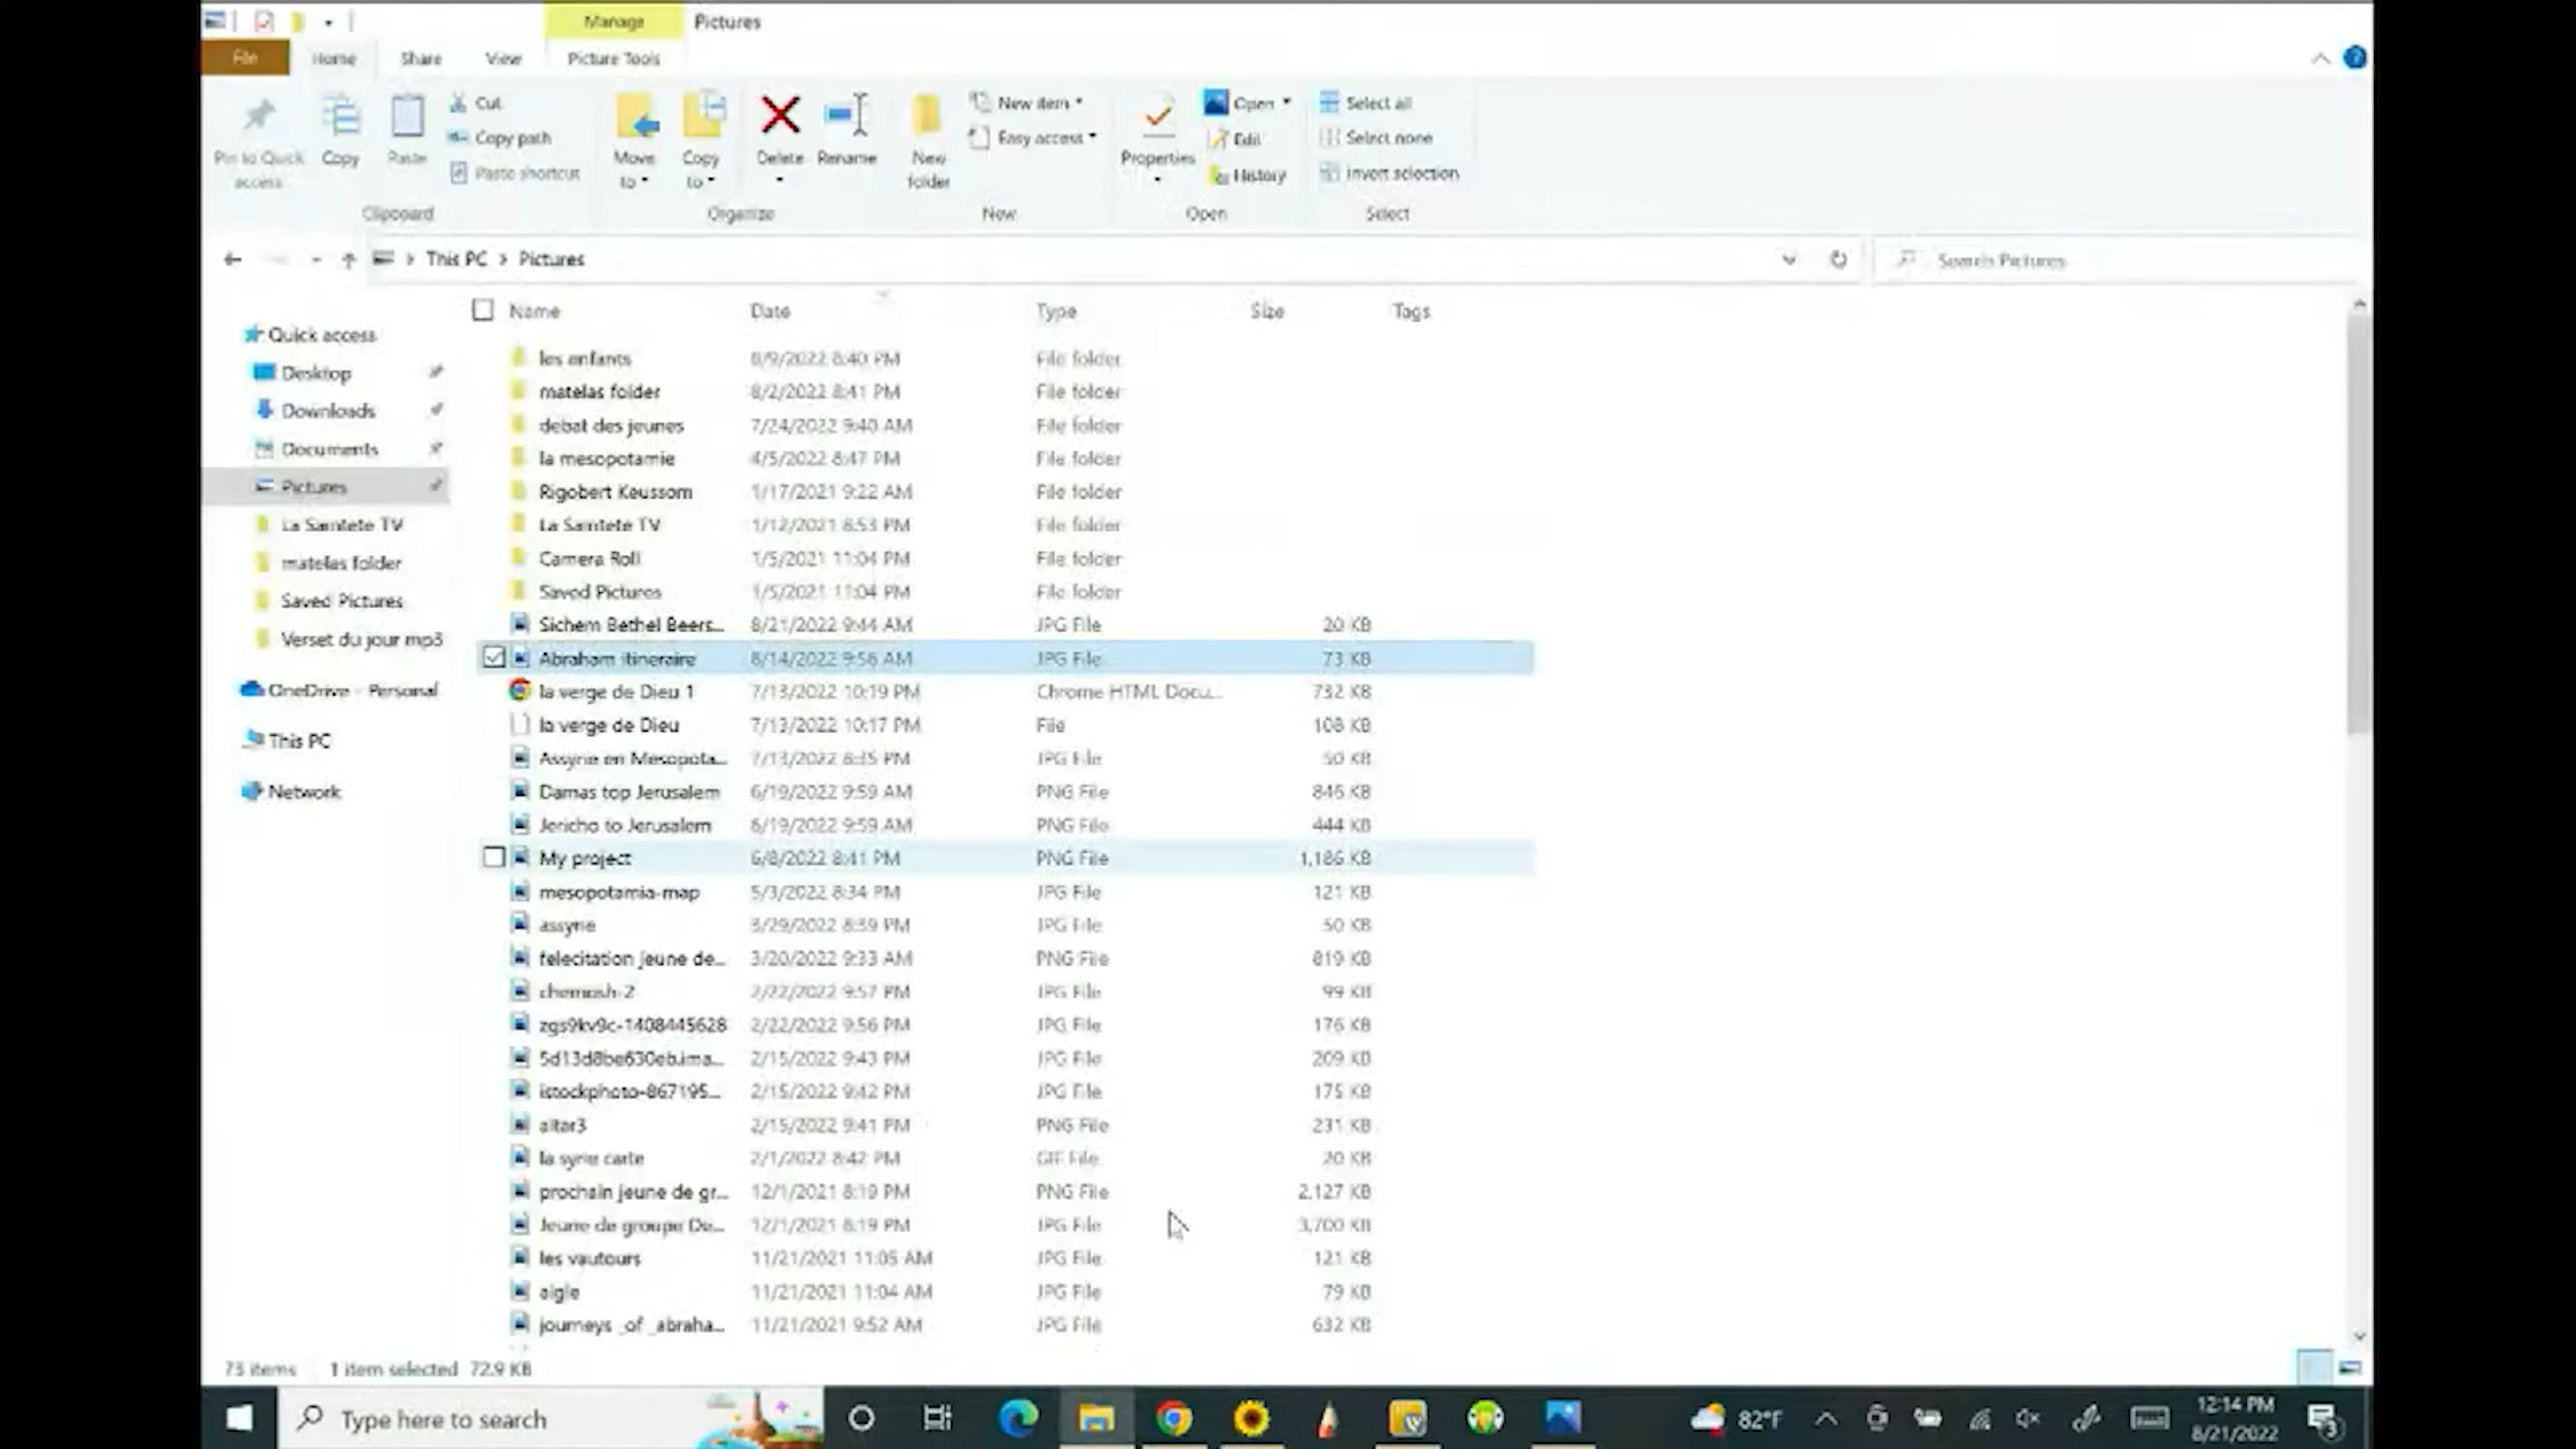 Manage Pictures
File Home Share View Picture Tools
Pin to Quick access
Copy
Paste
Cut
Copy path
Paste shortcut
Move to
Copy to
Delete
Rename
New folder
New item
Easy access
Properties
Open
Edit
History
Select all
Select none
Invert selection
Clipboard Organize New Open Select
This PC > Pictures
Search Pictures
Quick access
Desktop
Downloads
Documents
Pictures
La Saintete TV
matelas folder
Saved Pictures
Verset du jour mp3
OneDrive - Personal
This PC
Network
Name Date Type Size Tags
les enfants 8/9/2022 8:40 PM File folder
matelas folder 8/2/2022 8:41 PM File folder
debat des jeunes 7/24/2022 9:40 AM File folder
la mesopotamie 4/5/2022 8:47 PM File folder
Rigobert Keussom 1/17/2021 9:22 AM File folder
La Saintete TV 1/12/2021 8:53 PM File folder
Camera Roll 1/5/2021 11:04 PM File folder
Saved Pictures 1/5/2021 11:04 PM File folder
Sichem Bethel Beers... 8/21/2022 9:44 AM JPG File 20 KB
Abraham itineraire 8/14/2022 9:56 AM JPG File 73 KB
la verge de Dieu 1 7/13/2022 10:19 PM Chrome HTML Docu... 732 KB
la verge de Dieu 7/13/2022 10:17 PM File 108 KB
Assyrie en Mesopota... 7/13/2022 8:35 PM JPG File 50 KB
Damas top Jerusalem 6/19/2022 9:59 AM PNG File 846 KB
Jericho to Jerusalem 6/19/2022 9:59 AM PNG File 444 KB
My project 6/8/2022 8:41 PM PNG File 1,186 KB
mesopotamia-map 5/3/2022 8:34 PM JPG File 121 KB
assyrie 3/29/2022 8:39 PM JPG File 50 KB
felecitation jeune de... 3/20/2022 9:33 AM PNG File 819 KB
chemosh-2 2/22/2022 9:57 PM JPG File 99 KB
zgs9kv9c-1408445628 2/22/2022 9:56 PM JPG File 176 KB
5d13d8be630eb.ima... 2/15/2022 9:43 PM JPG File 209 KB
istockphoto-867195... 2/15/2022 9:42 PM JPG File 175 KB
altar3 2/15/2022 9:41 PM PNG File 231 KB
la syrie carte 2/1/2022 8:42 PM GIF File 20 KB
prochain jeune de gr... 12/1/2021 8:19 PM PNG File 2,127 KB
Jeune de groupe De... 12/1/2021 8:19 PM JPG File 3,700 KB
les vautours 11/21/2021 11:05 AM JPG File 121 KB
aigle 11/21/2021 11:04 AM JPG File 79 KB
journeys_of_abraha... 11/21/2021 9:52 AM JPG File 632 KB
73 items 1 item selected 72.9 KB
Type here to search
82°F
12:14 PM
8/21/2022
3